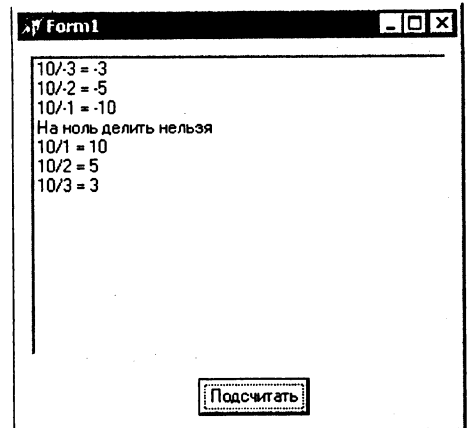 Form1
10/-3 = -3
10/-2 = -5
10/-1 = -10
На ноль делить нельзя
10/1 = 10
10/2 = 5
10/3 = 3
Подсчитать